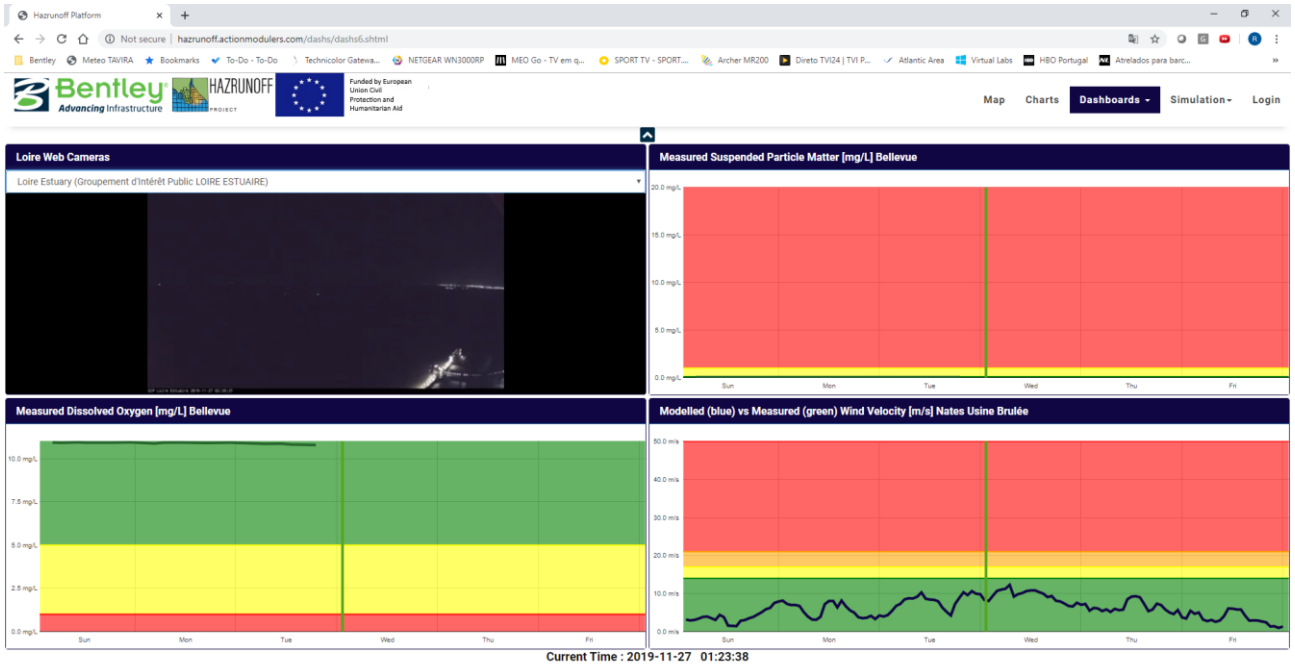 Hazrunoff Platform
Not secure | hazrunoff.actionmodulers.com/dashs/dashs6.shtml
Bentley Meteo TAVIRA Bookmarks To-Do - To-Do Technicolor Gatewa... NETGEAR WN3000RP MEO Go - TV em q... SPORT TV - SPORT.... Archer MR200 Direto TVI24 | TVI P... Atlantic Area Virtual Labs HBO Portugal Atrelados para barc...
Bentley
Advancing Infrastructure
HAZRUNOFF
PROJECT
Funded by European
Union Civil
Protection and
Humanitarian Aid
Map Charts Dashboards Simulation Login
Loire Web Cameras
Loire Estuary (Groupement d'Intérêt Public LOIRE ESTUAIRE)
Measured Suspended Particle Matter [mg/L] Bellevue
20.0 mg/L
15.0 mg/L
10.0 mg/L
5.0 mg/L
0.0 mg/L
Sun Mon Tue Wed Thu Fri
Measured Dissolved Oxygen [mg/L] Bellevue
10.0 mg/L
7.5 mg/L
5.0 mg/L
2.5 mg/L
0.0 mg/L
Sun Mon Tue Wed Thu Fri
Modelled (blue) vs Measured (green) Wind Velocity [m/s] Nates Usine Brulée
50.0 m/s
40.0 m/s
30.0 m/s
20.0 m/s
10.0 m/s
0.0 m/s
Sun Mon Tue Wed Thu Fri
Current Time : 2019-11-27 01:23:38